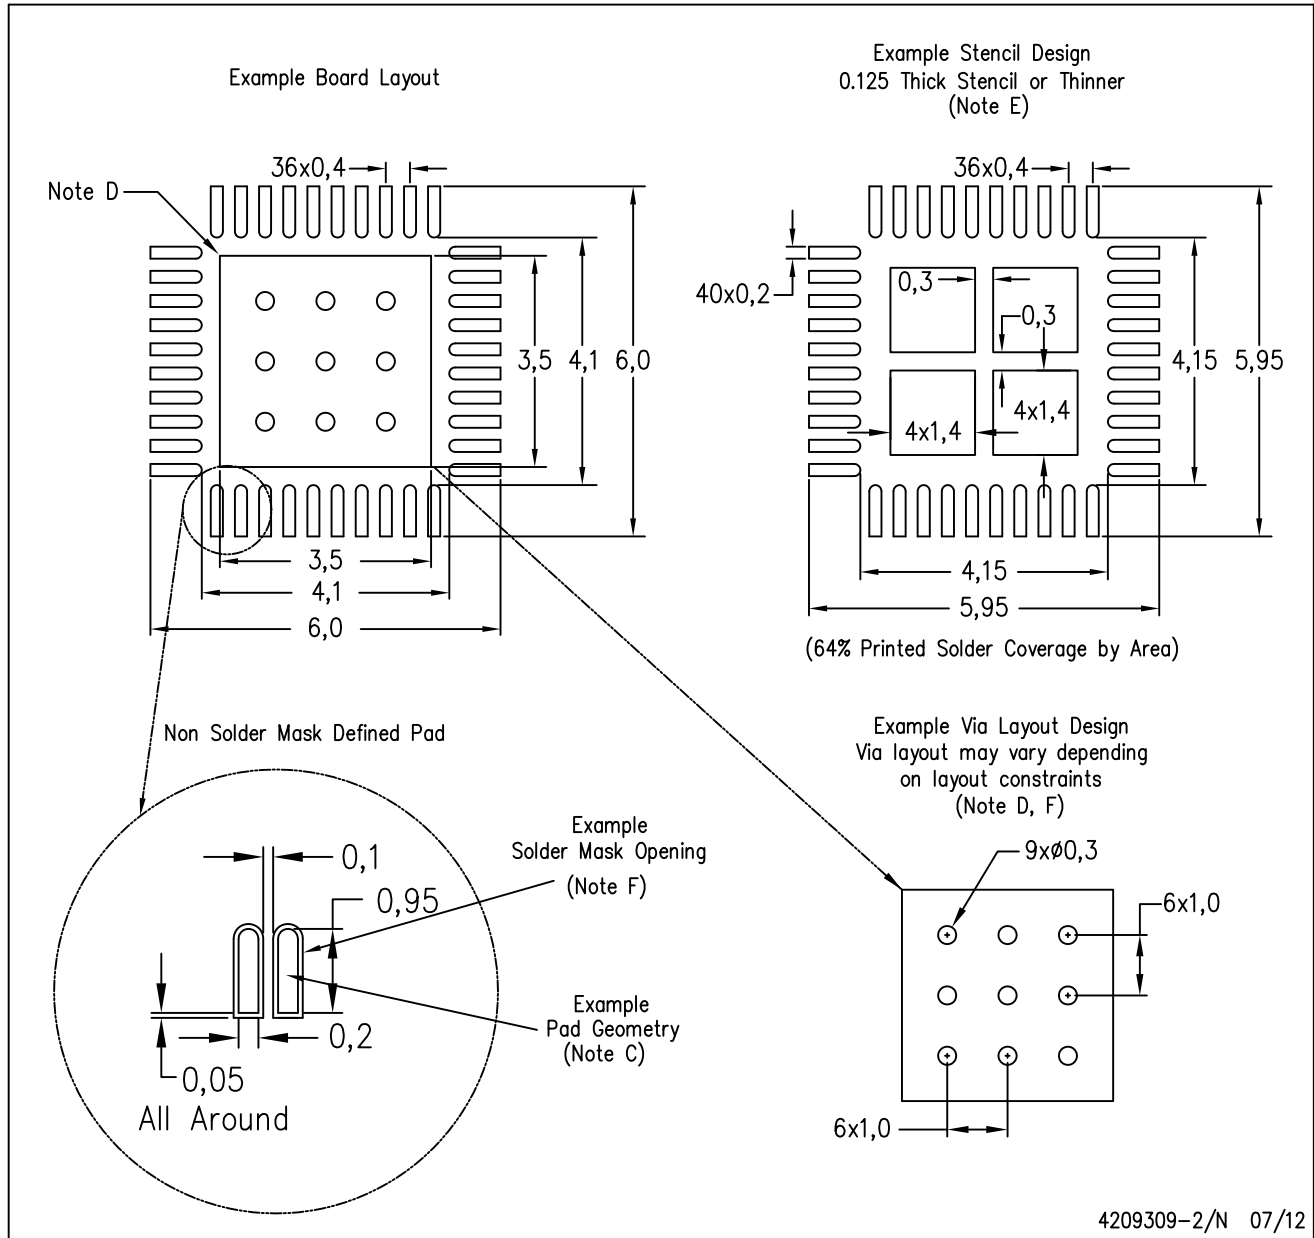 Example Board Layout
Example Stencil Design
0.125 Thick Stencil or Thinner
(Note E)
36x0,4
Note D
3,5
4,1
6,0
3,5
4,1
6,0
36x0,4
40x0,2
0,3
0,3
4x1,4
4x1,4
4,15
5,95
4,15
5,95
(64% Printed Solder Coverage by Area)
Non Solder Mask Defined Pad
0,1
0,95
0,2
0,05
All Around
Example
Solder Mask Opening
(Note F)
Example
Pad Geometry
(Note C)
Example Via Layout Design
Via layout may vary depending
on layout constraints
(Note D, F)
9xø0,3
6x1,0
6x1,0
4209309-2/N 07/12